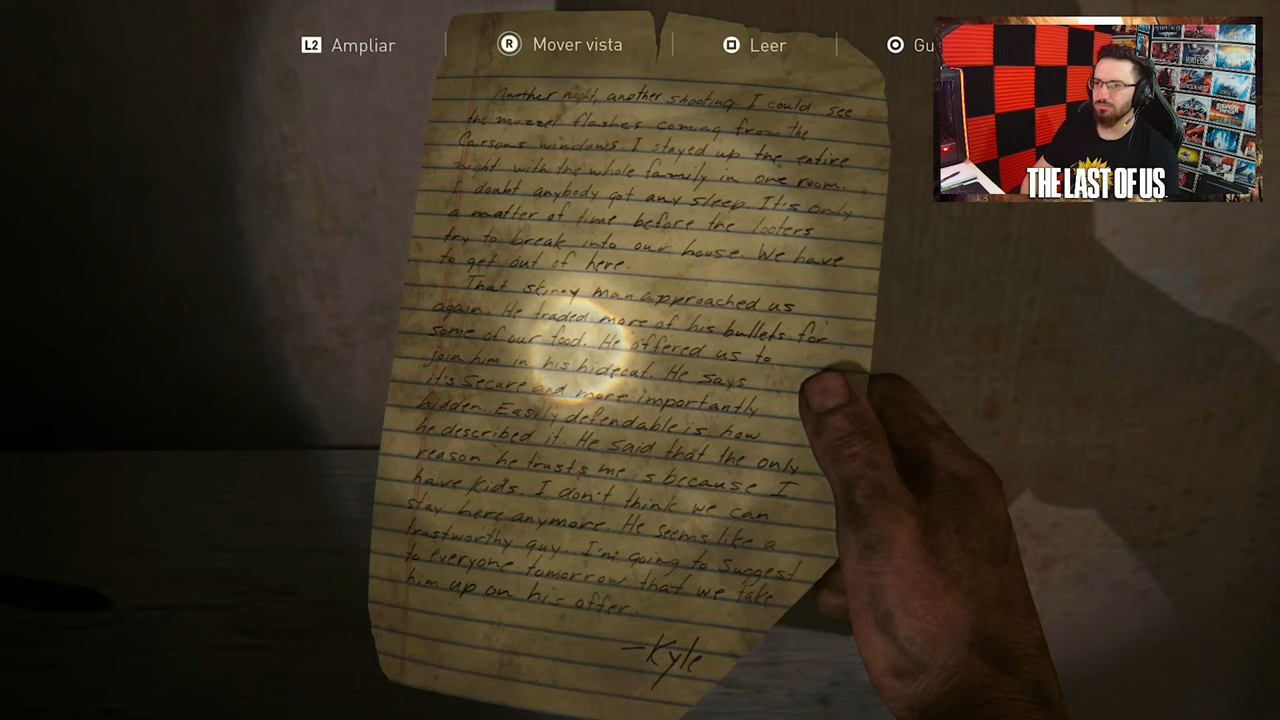 L2 Ampliar R Mover vista Leer Gu
THE LAST OF US
Another night, another shooting. I could see
the muzzel flashes coming from the
Carsons windows I stayed up the entire
night with the whole family in one room.
I doubt anybody got any sleep. It's only
a matter of time before the looters
try to break into our house. We have
to get out of here.
That skinny man approached us
again. He traded more of his bullets for
some of our food. He offered us to
join him in his hideout. He says
it's secure and more importantly
hidden. Easily defendable is how
he described it. He said that the only
reason he trusts me is because I
have kids. I don't think we can
stay here anymore. He seems like a
trustworthy guy. I'm going to suggest
to everyone tomorrow that we take
him up on his offer.
-Kyle